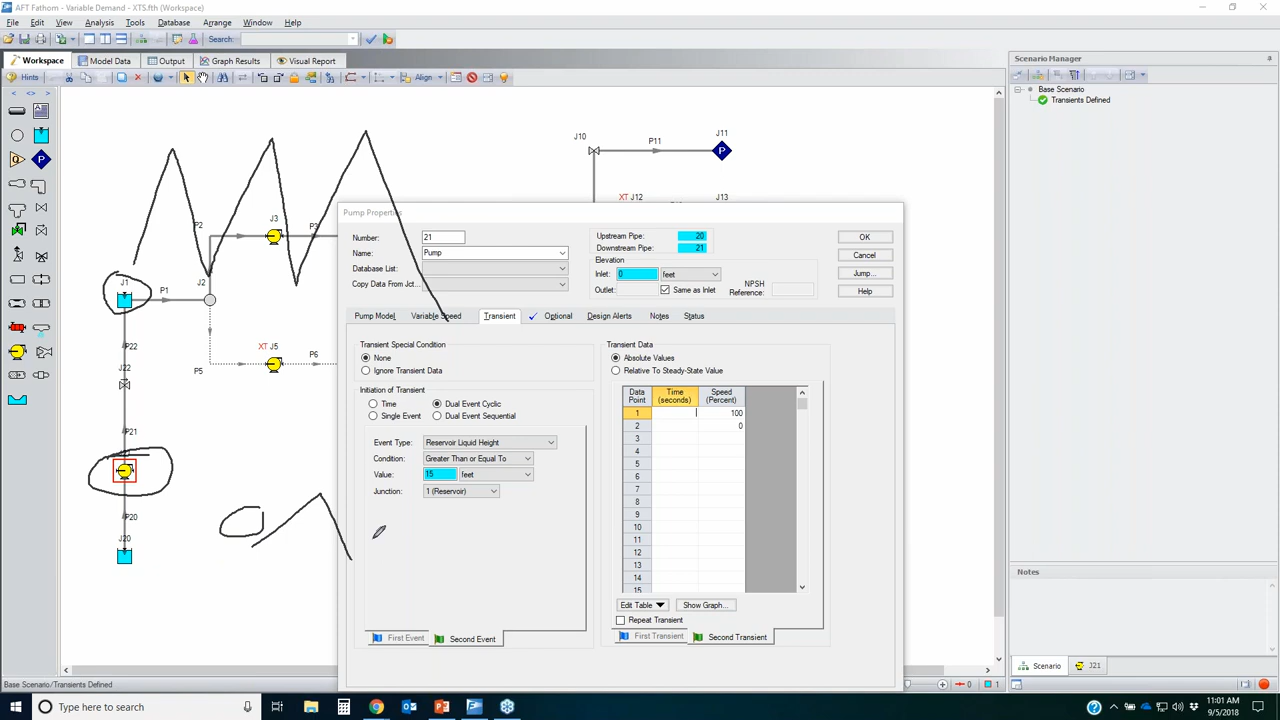 AFT Fathom - Variable Demand - XTS.fth
File Edit View Analysis Tools Database Arrange Window Help
Search:
Workspace Model Data Output Graph Results Visual Report
Hints
Align
Scenario Manager
Base Scenario
Transients Defined
J10 P11 J11
XT J12 J13
P2 J3 P3
J1 P1 J2
XT J5 P6
P5
P22
J22
P21
P20
J20
Pump Properties
Number: 21
Name: Pump
Database List:
Copy Data From Jct...
Upstream Pipe: 20
Downstream Pipe: 21
Elevation
Inlet: 0 feet
Outlet: Same as Inlet
NPSH
Reference:
OK
Cancel
Jump...
Help
Pump Model Variable Speed Transient Optional Design Alerts Notes Status
Transient Special Condition
None
Ignore Transient Data
Initiation of Transient
Time Dual Event Cyclic
Single Event Dual Event Sequential
Event Type: Reservoir Liquid Height
Condition: Greater Than or Equal To
Value: 15 feet
Junction: 1 (Reservoir)
First Event Second Event
Transient Data
Absolute Values
Relative To Steady-State Value
Data Point Time (seconds) Speed (Percent)
1 100
2 0
3
4
5
6
7
8
9
10
11
12
13
14
15
Edit Table Show Graph...
Repeat Transient
First Transient Second Transient
Notes
Scenario J21
Base Scenario/Transients Defined
0 1
Type here to search
11:01 AM
9/5/2018